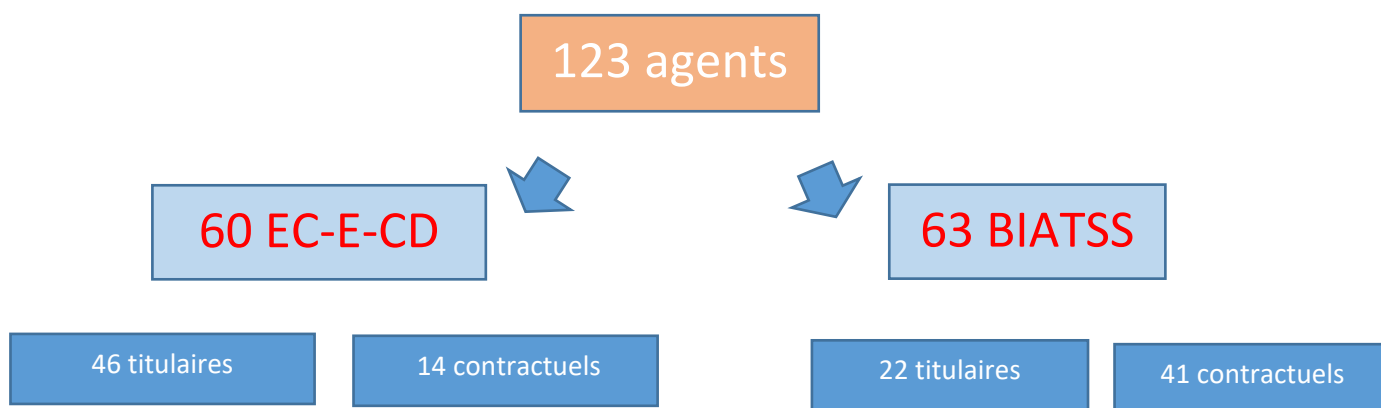 123 agents
60 EC-E-CD
63 BIATSS
46 titulaires
14 contractuels
22 titulaires
41 contractuels